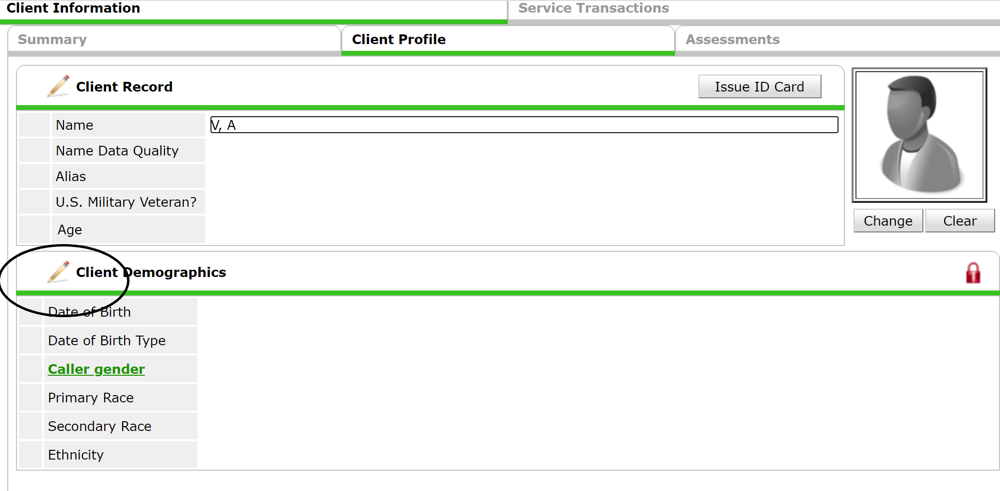 Client Information Service Transactions
Summary Client Profile Assessments
Client Record Issue ID Card
Name V, A
Name Data Quality
Alias
U.S. Military Veteran?
Age
Change Clear
Client Demographics
Date of Birth
Date of Birth Type
Caller gender
Primary Race
Secondary Race
Ethnicity